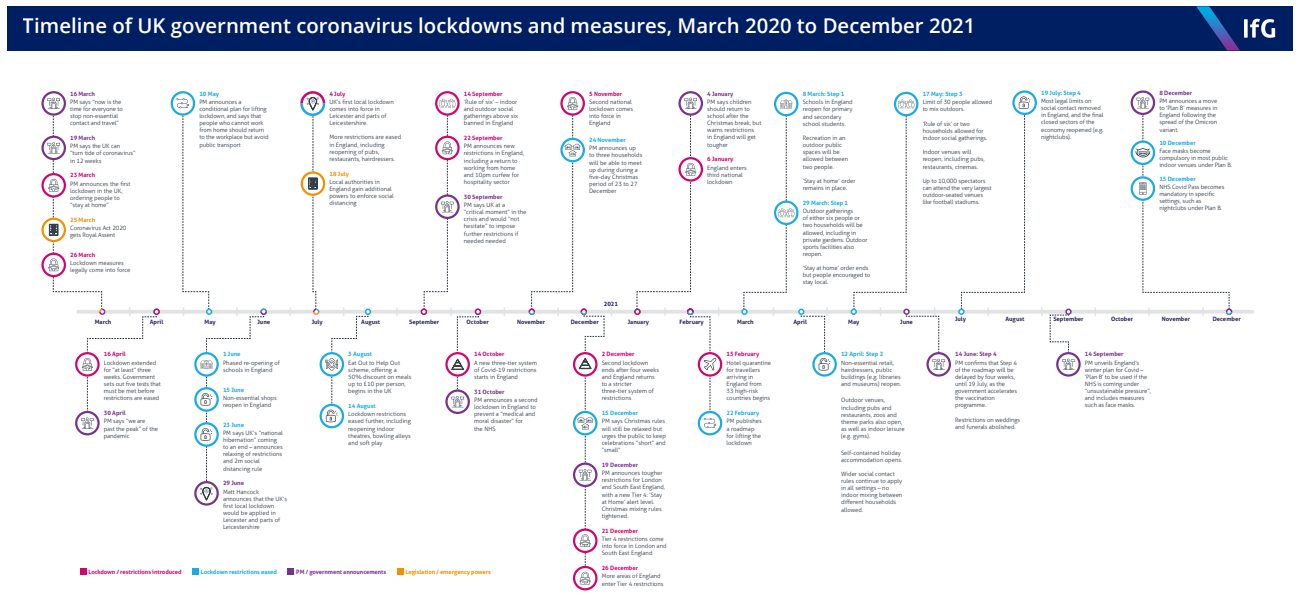 Timeline of UK government coronavirus lockdowns and measures, March 2020 to December 2021
IfG
16 March
PM says "now is the
time for everyone to
stop non-essential
contact and travel"
19 March
PM says the UK can
"turn tide of coronavirus"
in 12 weeks
23 March
PM announces the first
lockdown in the UK,
ordering people to
"stay at home"
25 March
Coronavirus Act 2020
gets Royal Assent
26 March
Lockdown measures
legally come into force
10 May
PM announces a
conditional plan for lifting
lockdown, and says that
people who cannot work
from home should return
to the workplace but avoid
public transport
4 July
UK's first local lockdown
comes into force in
Leicester and parts of
Leicestershire.
More restrictions are eased
in England, including
reopening of pubs,
restaurants, hairdressers.
18 July
Local authorities in
England gain additional
powers to enforce social
distancing
14 September
'Rule of six' – indoor
and outdoor social
gatherings above six
banned in England
22 September
PM announces new
restrictions in England,
including a return to
working from home
and 10pm curfew for
hospitality sector
30 September
PM says UK at a
"critical moment" in the
crisis and would "not
hesitate" to impose
further restrictions if
needed needed
5 November
Second national
lockdown comes
into force in
England
24 November
PM announces up
to three households
will be able to meet
up during during a
five-day Christmas
period of 23 to 27
December
4 January
PM says children
should return to
school after the
Christmas break, but
warns restrictions
in England will get
tougher
6 January
England enters
third national
lockdown
8 March: Step 1
Schools in England
reopen for primary
and secondary
school students.
Recreation in an
outdoor public
spaces will be
allowed between
two people.
'Stay at home' order
remains in place.
29 March: Step 1
Outdoor gatherings
of either six people or
two households will be
allowed, including in
private gardens. Outdoor
sports facilities also
reopen.
'Stay at home' order ends
but people encouraged to
stay local.
17 May: Step 3
Limit of 30 people allowed
to mix outdoors.
'Rule of six' or two
households allowed for
indoor social gatherings.
Indoor venues will
reopen, including pubs,
restaurants, cinemas.
Up to 10,000 spectators
can attend the very largest
outdoor-seated venues
like football stadiums.
19 July: Step 4
Most legal limits on
social contact removed
in England, and the final
closed sectors of the
economy reopened (e.g.
nightclubs).
8 December
PM announces a move
to 'Plan B' measures in
England following the
spread of the Omicron
variant.
10 December
Face masks become
compulsory in most public
indoor venues under Plan B.
15 December
NHS Covid Pass becomes
mandatory in specific
settings, such as
nightclubs under Plan B.
2021
March April May June July August September October November December January February March April May June July August September October November December
16 April
Lockdown extended
for "at least" three
weeks. Government
sets out five tests that
must be met before
restrictions are eased
30 April
PM says "we are
past the peak" of the
pandemic
1 June
Phased re-opening of
schools in England
15 June
Non-essential shops
reopen in England
23 June
PM says UK's "national
hibernation" coming
to an end – announces
relaxing of restrictions
and 2m social
distancing rule
29 June
Matt Hancock
announces that the UK's
first local lockdown
would be applied in
Leicester and parts of
Leicestershire
3 August
Eat Out to Help Out
scheme, offering a
50% discount on meals
up to £10 per person,
begins in the UK
14 August
Lockdown restrictions
eased further, including
reopening indoor
theatres, bowling alleys
and soft play
14 October
A new three-tier system
of Covid-19 restrictions
starts in England
31 October
PM announces a second
lockdown in England to
prevent a "medical and
moral disaster" for
the NHS
2 December
Second lockdown
ends after four weeks
and England returns
to a stricter
three-tier system of
restrictions
15 December
PM says Christmas rules
will still be relaxed but
urges the public to keep
celebrations "short" and
"small"
19 December
PM announces tougher
restrictions for London
and South East England,
with a new Tier 4: 'Stay
at Home' alert level.
Christmas mixing rules
tightened.
21 December
Tier 4 restrictions come
into force in London and
South East England
26 December
More areas of England
enter Tier 4 restrictions
15 February
Hotel quarantine
for travellers
arriving in
England from
33 high-risk
countries begins
22 February
PM publishes
a roadmap
for lifting the
lockdown
12 April: Step 2
Non-essential retail,
hairdressers, public
buildings (e.g. libraries
and museums) reopen.
Outdoor venues,
including pubs and
restaurants, zoos and
theme parks also open,
as well as indoor leisure
(e.g. gyms).
Self-contained holiday
accommodation opens.
Wider social contact
rules continue to apply
in all settings – no
indoor mixing between
different households
allowed.
14 June: Step 4
PM confirms that Step 4
of the roadmap will be
delayed by four weeks,
until 19 July, as the
government accelerates
the vaccination
programme.
Restrictions on weddings
and funerals abolished.
14 September
PM unveils England's
winter plan for Covid –
'Plan B' to be used if the
NHS is coming under
"unsustainable pressure",
and includes measures
such as face masks.
Lockdown / restrictions introduced
Lockdown restrictions eased
PM / government announcements
Legislation / emergency powers